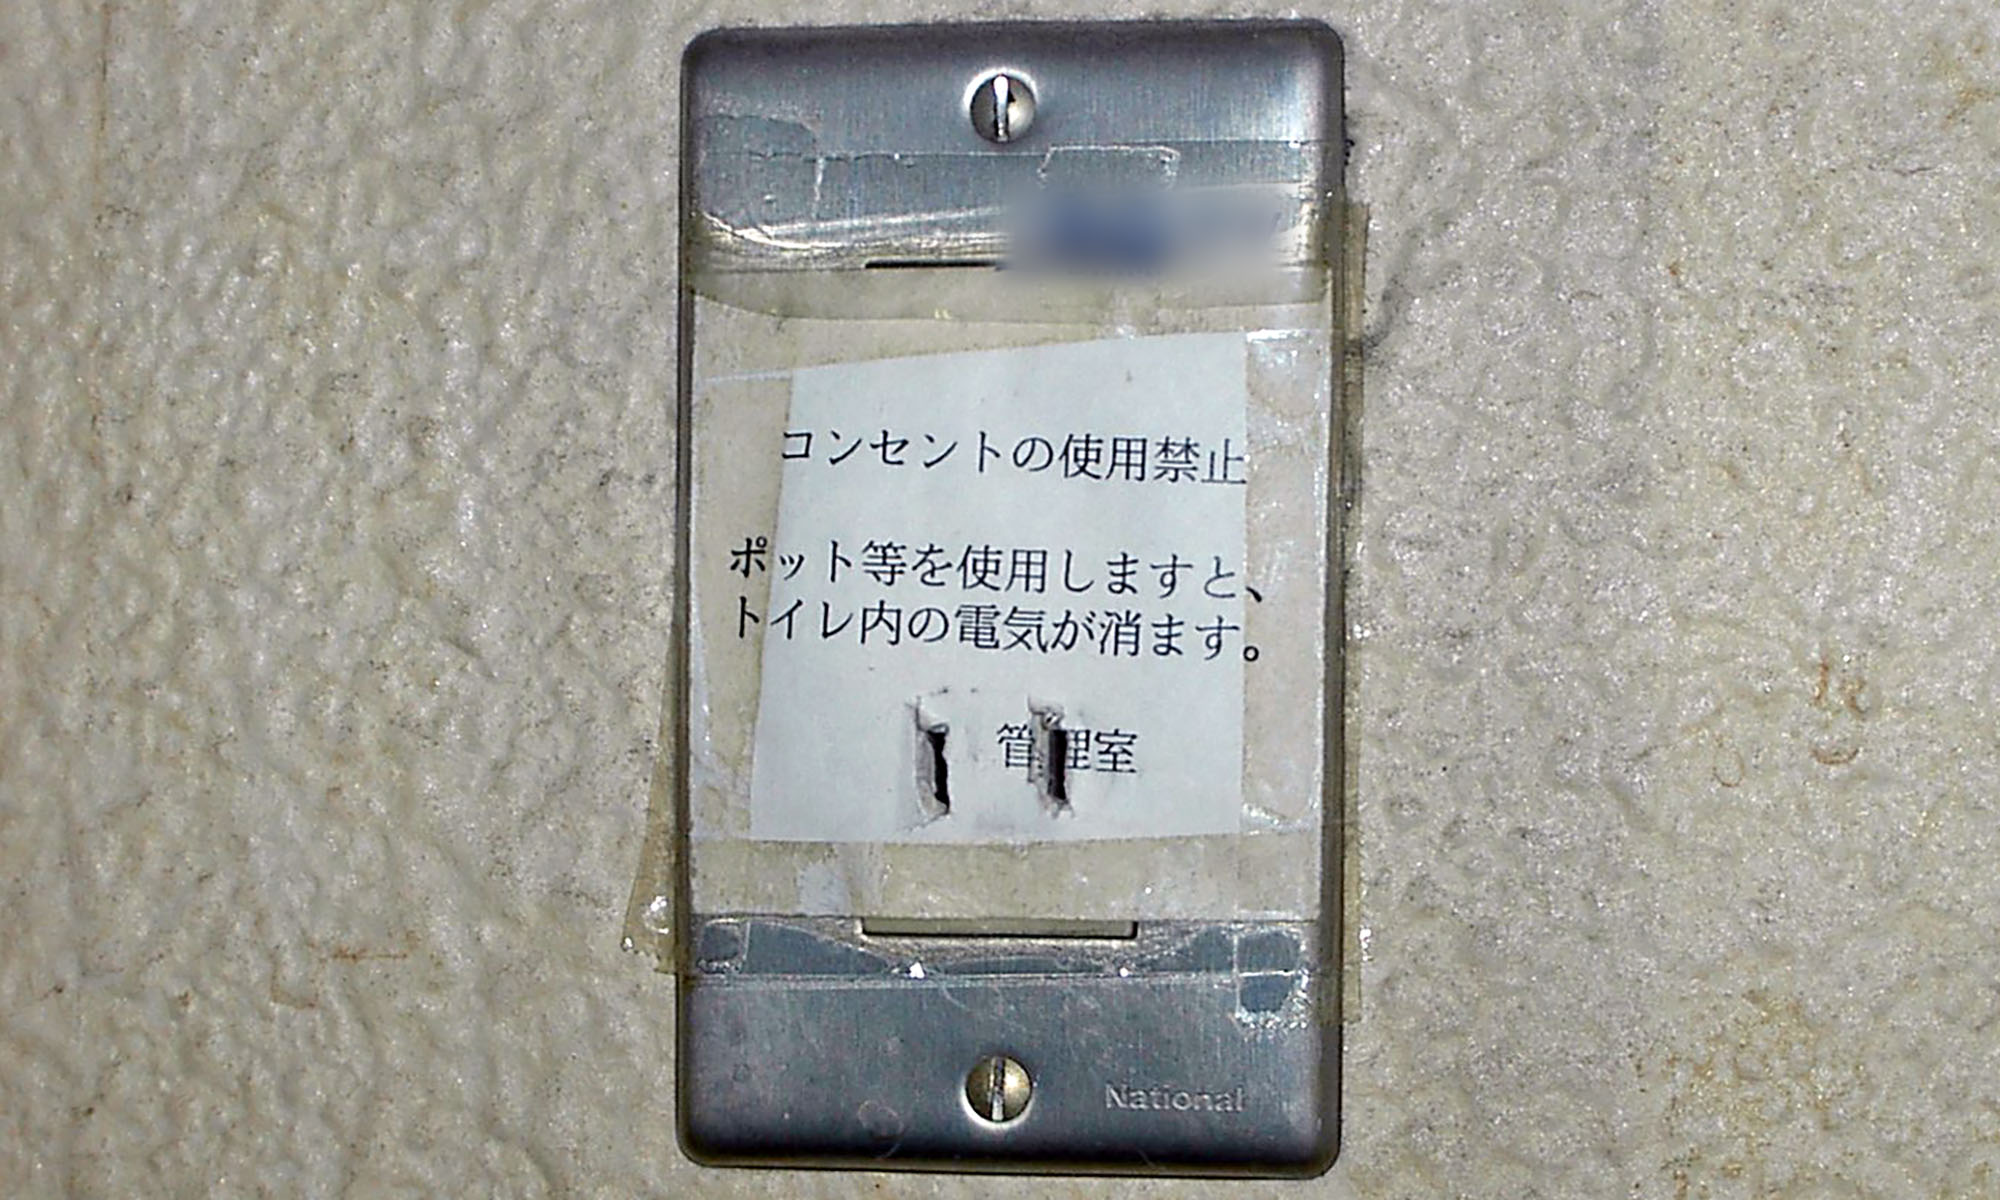 コンセントの使用禁止
ポット等を使用しますと、
トイレ内の電気が消ます。
管理室
National